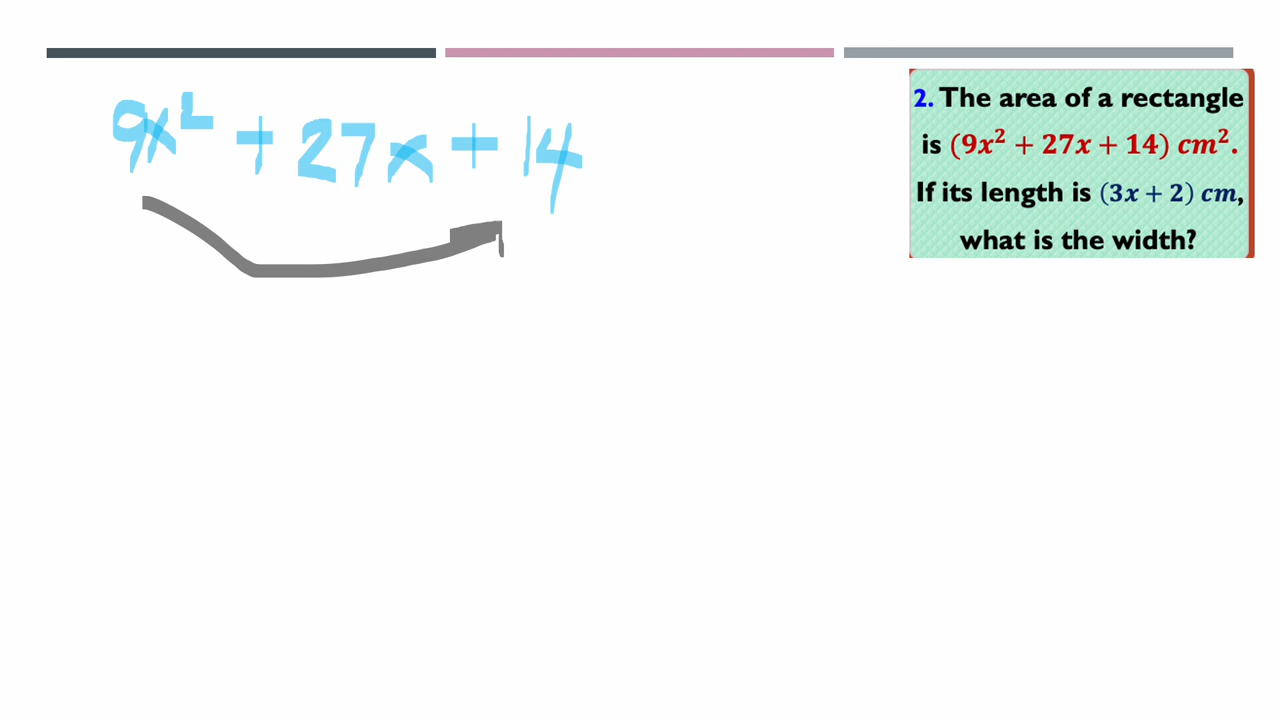 9x² + 27x + 14
2. The area of a rectangle
is (9x² + 27x + 14) cm².
If its length is (3x + 2) cm,
what is the width?